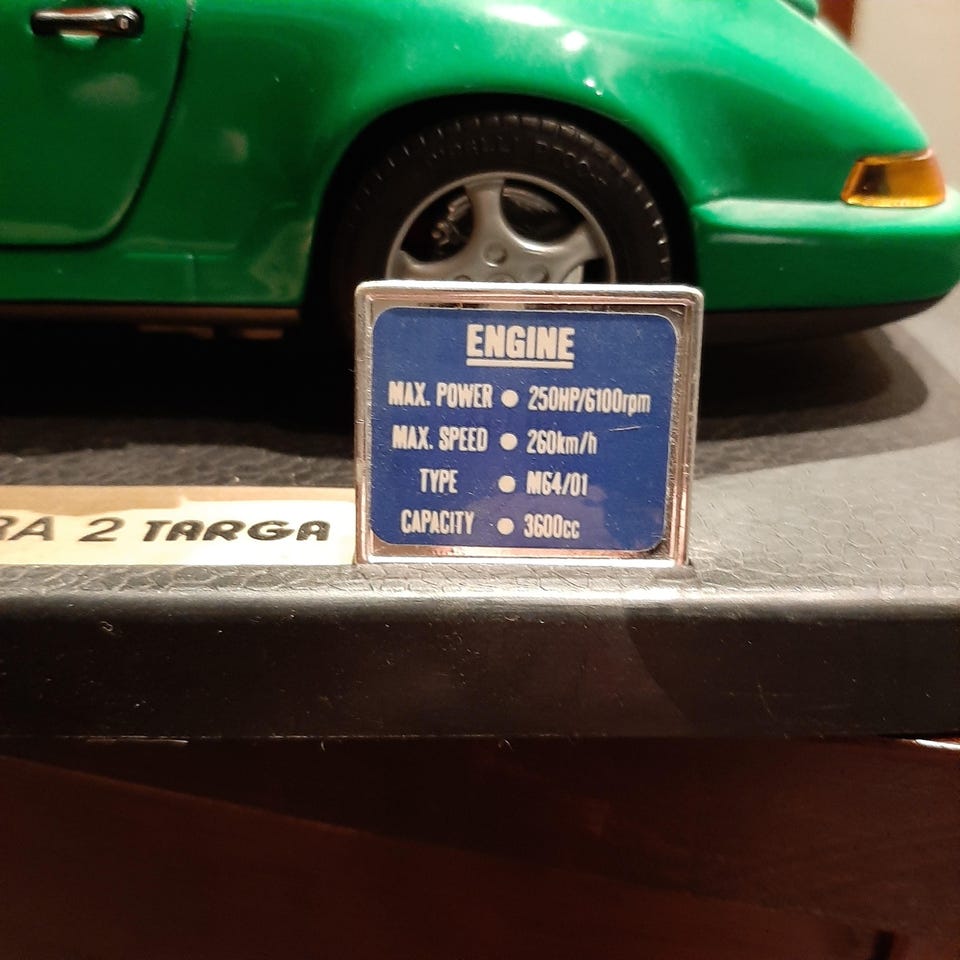 ENGINE
MAX. POWER ● 250HP/6100rpm
MAX. SPEED ● 260km/h
TYPE ● M64/01
CAPACITY ● 3600cc
RA 2 TARGA